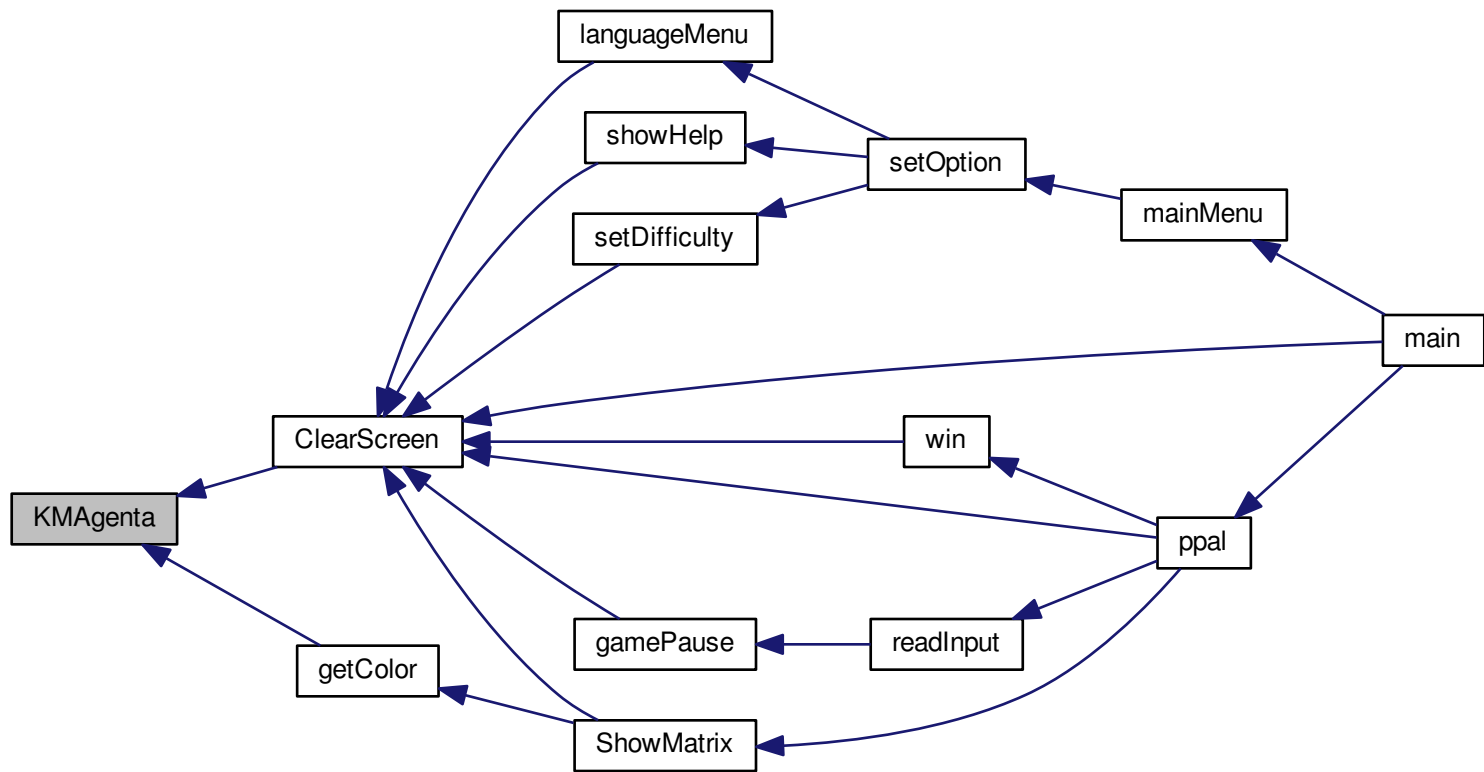 languageMenu
showHelp
setOption
mainMenu
setDifficulty
main
ClearScreen
win
KMAgenta
ppal
gamePause
readInput
getColor
ShowMatrix